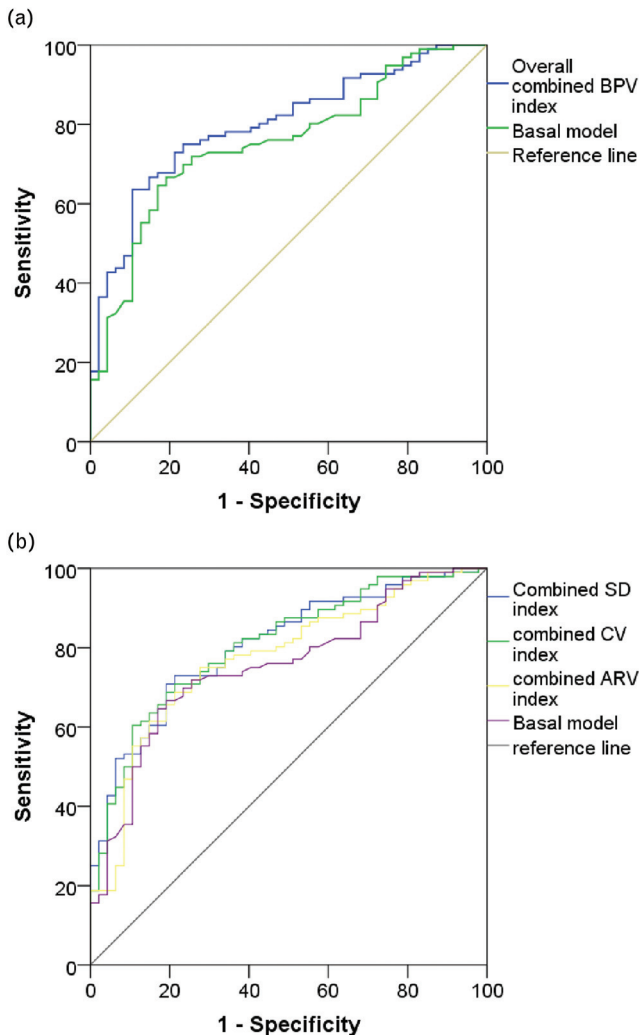 (a)
100
80
60
40
20
0
Sensitivity
0 20 40 60 80 100
1 - Specificity
Overall
combined BPV
index
Basal model
Reference line
(b)
100
80
60
40
20
0
Sensitivity
0 20 40 60 80 100
1 - Specificity
Combined SD
index
combined CV
index
combined ARV
index
Basal model
reference line